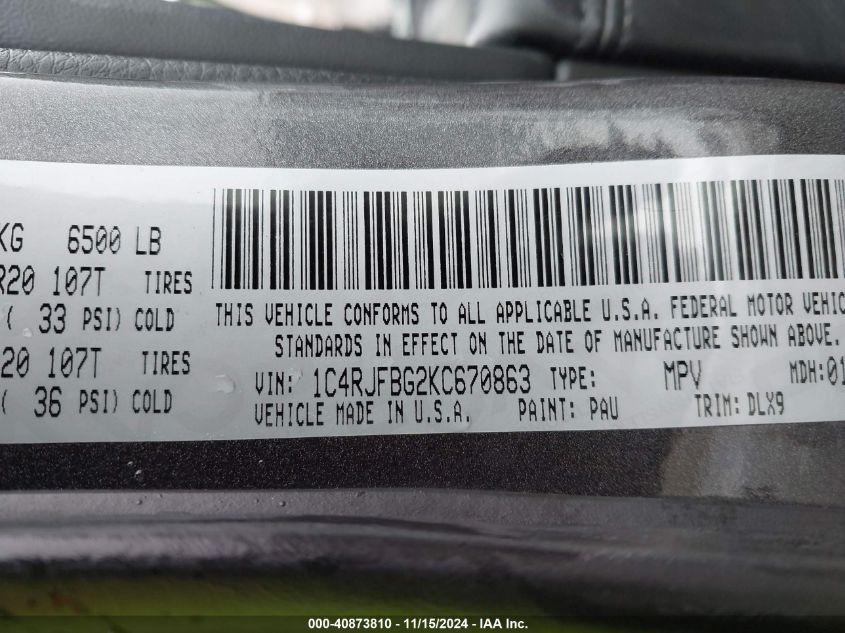 KG 6500 LB
R20 107T TIRES
( 33 PSI) COLD
20 107T TIRES
( 36 PSI) COLD
THIS VEHICLE CONFORMS TO ALL APPLICABLE U.S.A. FEDERAL MOTOR VEHIC
STANDARDS IN EFFECT ON THE DATE OF MANUFACTURE SHOWN ABOVE.
VIN: 1C4RJFBG2KC670863 TYPE: MPV MDH:01
VEHICLE MADE IN U.S.A. PAINT: PAU TRIM: DLX9
000-40873810 - 11/15/2024 - IAA Inc.